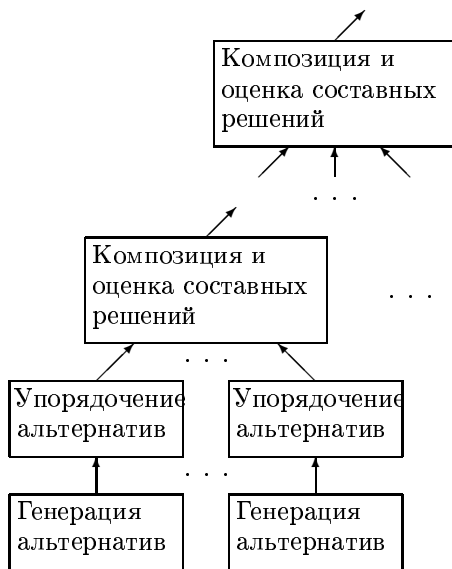 Композиция и
оценка составных
решений
. . .
Композиция и
оценка составных
решений
. . .
. . .
Упорядочение
альтернатив
Упорядочение
альтернатив
. . .
Генерация
альтернатив
Генерация
альтернатив